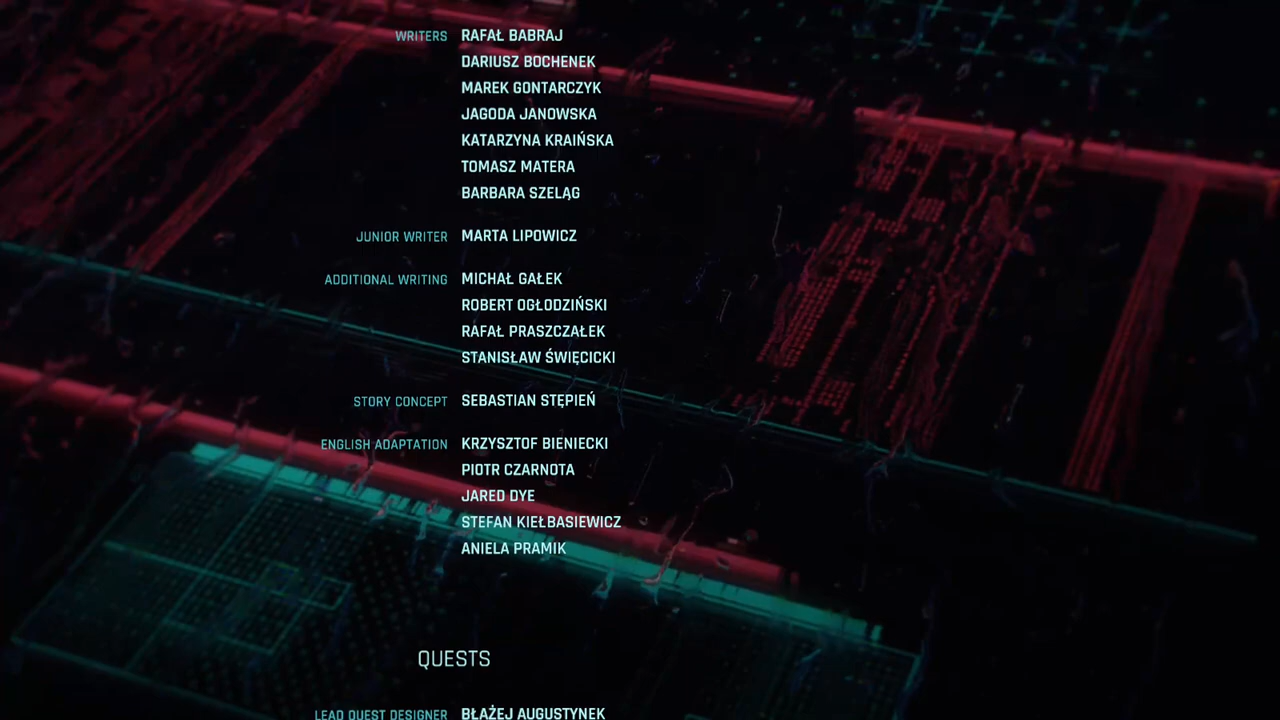 WRITERS RAFAŁ BABRAJ
DARIUSZ BOCHENEK
MAREK GONTARCZYK
JAGODA JANOWSKA
KATARZYNA KRAIŃSKA
TOMASZ MATERA
BARBARA SZELĄG
JUNIOR WRITER MARTA LIPOWICZ
ADDITIONAL WRITING MICHAŁ GAŁEK
ROBERT OGŁODZIŃSKI
RAFAŁ PRASZCZAŁEK
STANISŁAW ŚWIĘCICKI
STORY CONCEPT SEBASTIAN STĘPIEŃ
ENGLISH ADAPTATION KRZYSZTOF BIENIECKI
PIOTR CZARNOTA
JARED DYE
STEFAN KIEŁBASIEWICZ
ANIELA PRAMIK
QUESTS
LEAD QUEST DESIGNER BŁAŻEJ AUGUSTYNEK